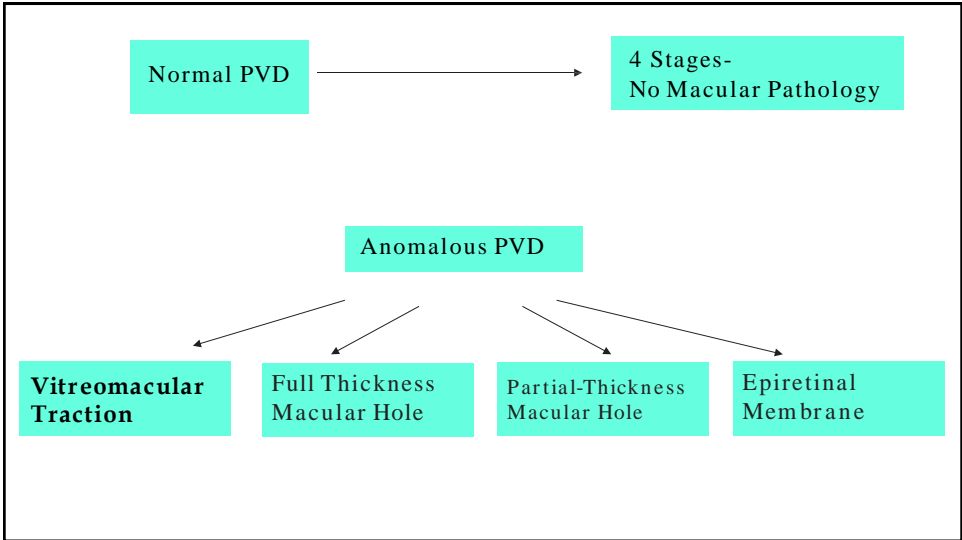 Normal PVD
4 Stages-
No Macular Pathology
Anomalous PVD
Vitreomacular
Traction
Full Thickness
Macular Hole
Partial-Thickness
Macular Hole
Epiretinal
Membrane